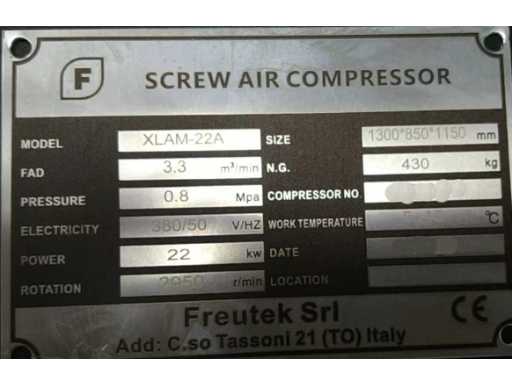 F
SCREW AIR COMPRESSOR
MODEL XLAM-22A SIZE 1300*850*1150 mm
FAD 3.3 m³/min N.G. 430 kg
PRESSURE 0.8 Mpa COMPRESSOR NO.
ELECTRICITY 380/50 V/HZ WORK TEMPERATURE ℃
POWER 22 kw DATE
ROTATION 2950 r/min LOCATION
Freutek Srl CE
Add: C.so Tassoni 21 (TO) Italy